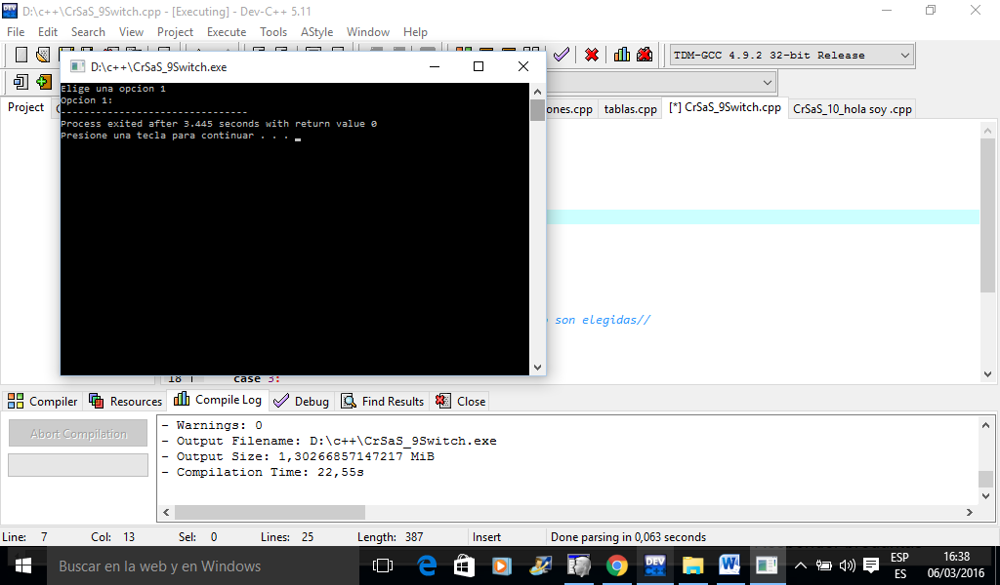 D:\c++\CrSaS_9Switch.cpp - [Executing] - Dev-C++ 5.11
File Edit Search View Project Execute Tools AStyle Window Help
TDM-GCC 4.9.2 32-bit Release
D:\c++\CrSaS_9Switch.exe
Elige una opcion 1
Opcion 1:
--------------------------------
Process exited after 3.445 seconds with return value 0
Presione una tecla para continuar . . .
Project
ones.cpp tablas.cpp [*] CrSaS_9Switch.cpp CrSaS_10_hola soy .cpp
son elegidas//
18 case 3:
Compiler Resources Compile Log Debug Find Results Close
Abort Compilation
- Warnings: 0
- Output Filename: D:\c++\CrSaS_9Switch.exe
- Output Size: 1,30266857147217 MiB
- Compilation Time: 22,55s
Line: 7 Col: 13 Sel: 0 Lines: 25 Length: 387 Insert Done parsing in 0,063 seconds
Buscar en la web y en Windows
ESP
ES
16:38
06/03/2016